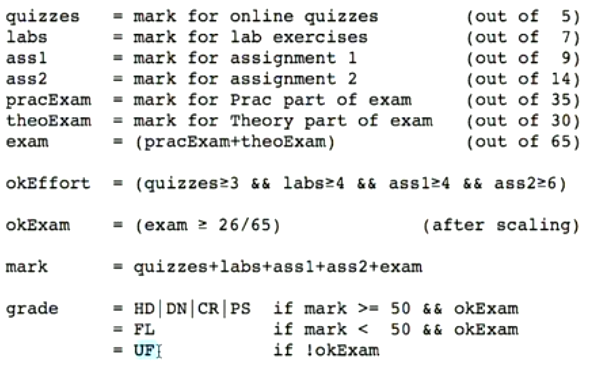 quizzes = mark for online quizzes (out of 5)
labs = mark for lab exercises (out of 7)
ass1 = mark for assignment 1 (out of 9)
ass2 = mark for assignment 2 (out of 14)
pracExam = mark for Prac part of exam (out of 35)
theoExam = mark for Theory part of exam (out of 30)
exam = (pracExam+theoExam) (out of 65)
okEffort = (quizzes≥3 && labs≥4 && ass1≥4 && ass2≥6)
okExam = (exam ≥ 26/65) (after scaling)
mark = quizzes+labs+ass1+ass2+exam
grade = HD|DN|CR|PS if mark >= 50 && okExam
= FL if mark < 50 && okExam
= UF if !okExam